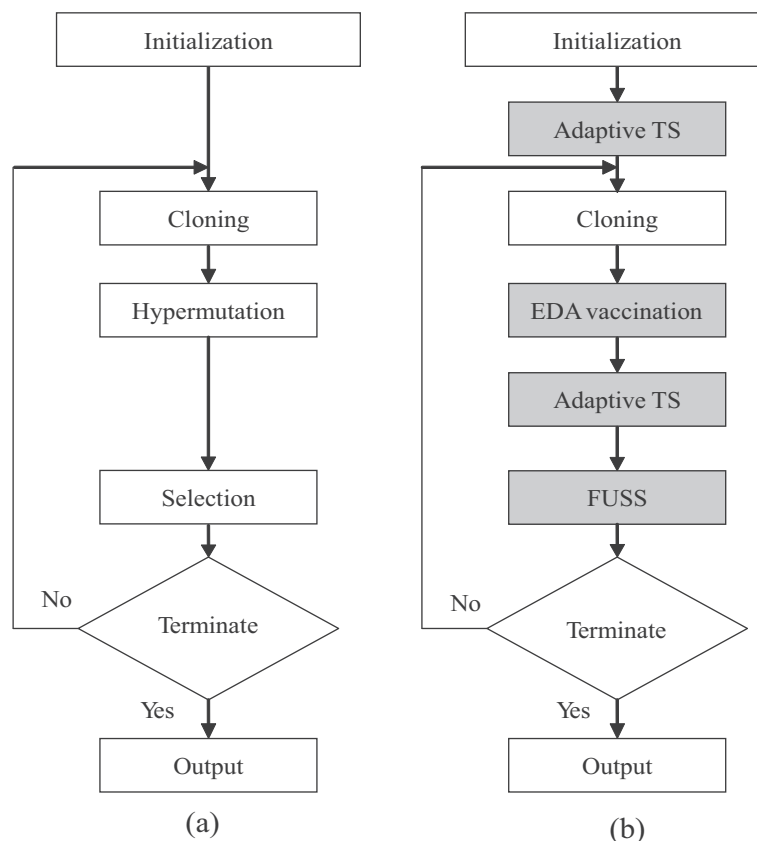 Initialization
Cloning
Hypermutation
Selection
Terminate
No
Yes
Output
(a)
Initialization
Adaptive TS
Cloning
EDA vaccination
Adaptive TS
FUSS
Terminate
No
Yes
Output
(b)